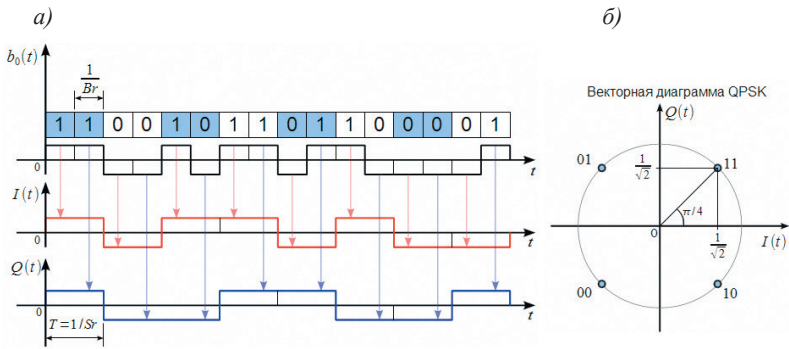 а)
b₀(t)
1/Br
1 1 0 0 1 0 1 1 0 1 1 0 0 0 0 1
0
t
I(t)
0
t
Q(t)
0
t
T=1/Sr
б)
Векторная диаграмма QPSK
Q(t)
01
1/√2
11
π/4
0
1/√2
I(t)
00
10